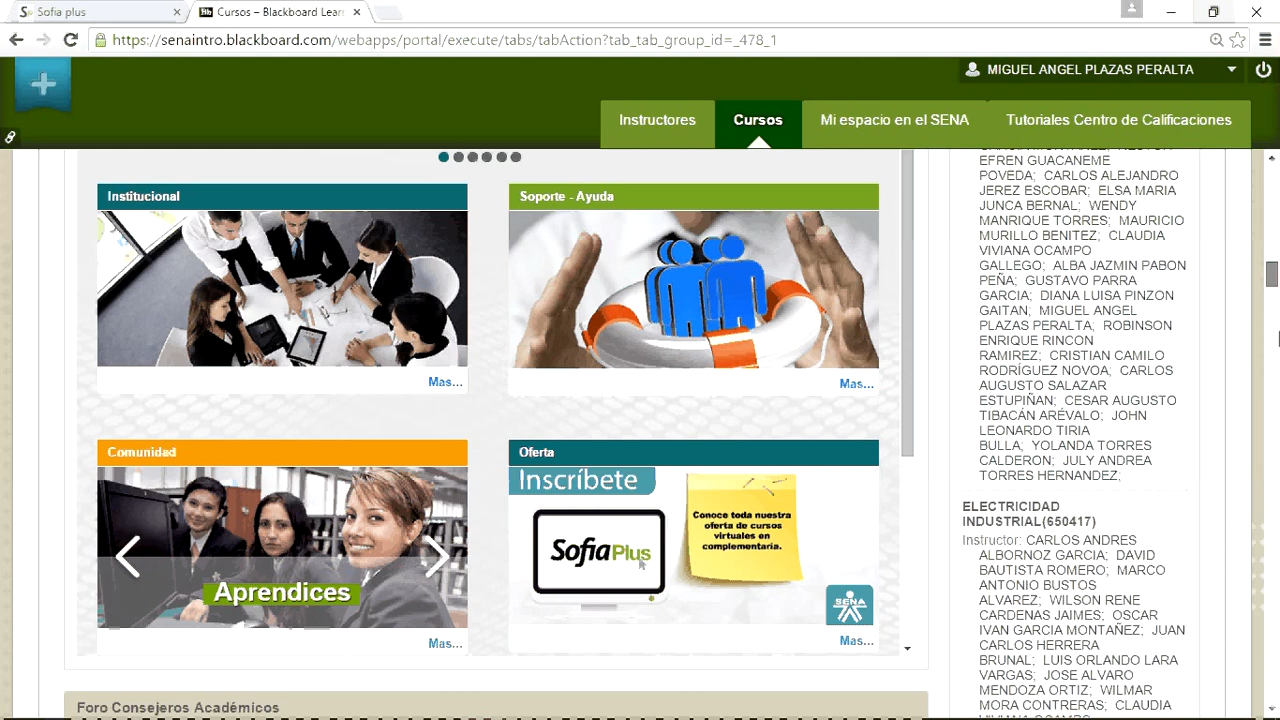 Sofia plus
Cursos – Blackboard Lear
https://senaintro.blackboard.com/webapps/portal/execute/tabs/tabAction?tab_tab_group_id=_478_1
MIGUEL ANGEL PLAZAS PERALTA
Instructores
Cursos
Mi espacio en el SENA
Tutoriales Centro de Calificaciones
Institucional
Mas...
Soporte - Ayuda
Mas...
Comunidad
Aprendices
Mas...
Oferta
Inscríbete
SofiaPlus
Conoce toda nuestra
oferta de cursos
virtuales en
complementaria.
SENA
Mas...
Foro Consejeros Académicos
EFREN GUACANEME
POVEDA; CARLOS ALEJANDRO
JEREZ ESCOBAR; ELSA MARIA
JUNCA BERNAL; WENDY
MANRIQUE TORRES; MAURICIO
MURILLO BENITEZ; CLAUDIA
VIVIANA OCAMPO
GALLEGO; ALBA JAZMIN PABON
PEÑA; GUSTAVO PARRA
GARCIA; DIANA LUISA PINZON
GAITAN; MIGUEL ANGEL
PLAZAS PERALTA; ROBINSON
ENRIQUE RINCON
RAMIREZ; CRISTIAN CAMILO
RODRÍGUEZ NOVOA; CARLOS
AUGUSTO SALAZAR
ESTUPIÑAN; CESAR AUGUSTO
TIBACÁN ARÉVALO; JOHN
LEONARDO TIRIA
BULLA; YOLANDA TORRES
CALDERON; JULY ANDREA
TORRES HERNANDEZ;
ELECTRICIDAD
INDUSTRIAL(650417)
Instructor: CARLOS ANDRES
ALBORNOZ GARCIA; DAVID
BAUTISTA ROMERO; MARCO
ANTONIO BUSTOS
ALVAREZ; WILSON RENE
CARDENAS JAIMES; OSCAR
IVAN GARCIA MONTAÑEZ; JUAN
CARLOS HERRERA
BRUNAL; LUIS ORLANDO LARA
VARGAS; JOSE ALVARO
MENDOZA ORTIZ; WILMAR
MORA CONTRERAS; CLAUDIA